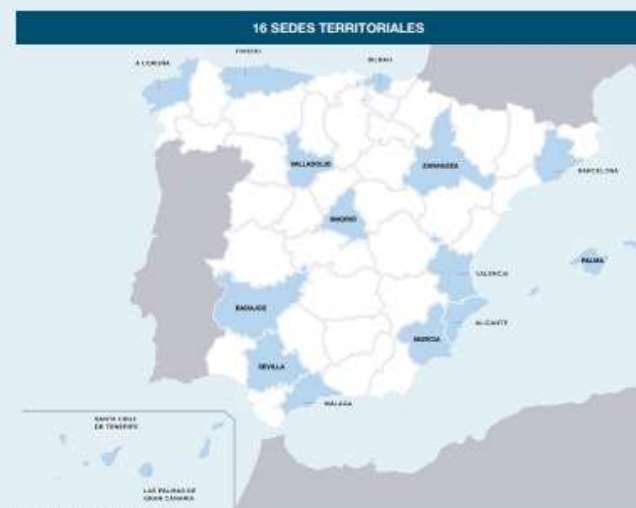 16 SEDES TERRITORIALES
OVIEDO
BILBAO
A CORUÑA
VALLADOLID
ZARAGOZA
BARCELONA
MADRID
PALMA
VALENCIA
BADAJOZ
ALICANTE
MURCIA
SEVILLA
MÁLAGA
SANTA CRUZ
DE TENERIFE
LAS PALMAS DE
GRAN CANARIA